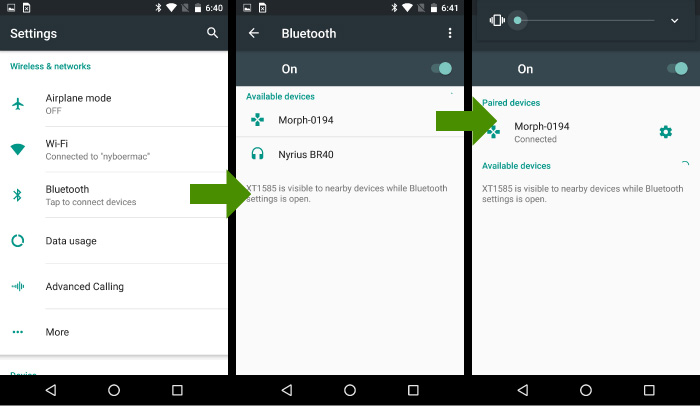 6:40
Settings
Wireless & networks
Airplane mode
OFF
Wi-Fi
Connected to "nyboermac"
Bluetooth
Tap to connect devices
Data usage
Advanced Calling
More
Device
6:41
Bluetooth
On
Available devices
Morph-0194
Nyrius BR40
XT1585 is visible to nearby devices while Bluetooth
settings is open.
On
Paired devices
Morph-0194
Connected
Available devices
XT1585 is visible to nearby devices while Bluetooth
settings is open.